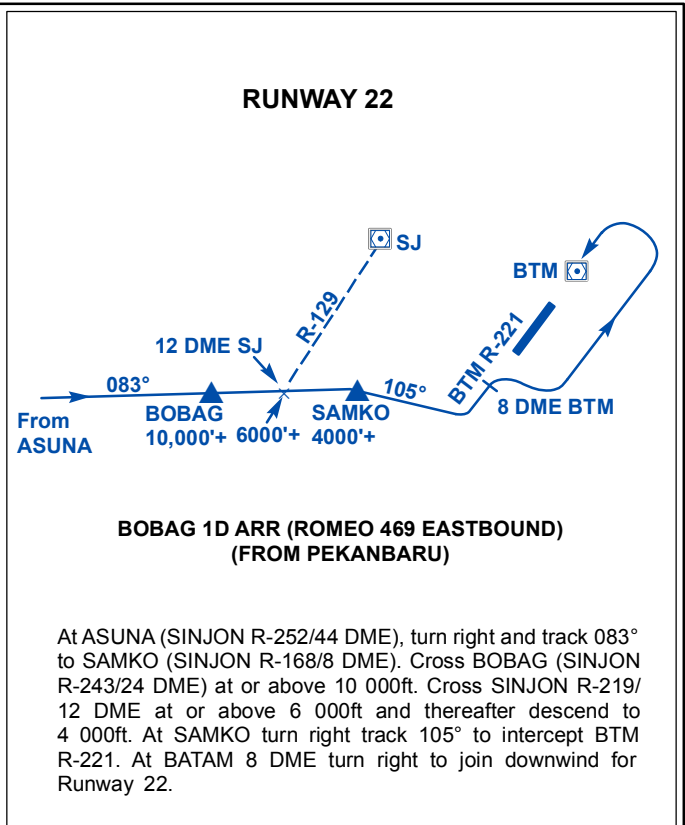 RUNWAY 22
SJ
BTM
R-129
12 DME SJ
BTM R-221
083°
105°
From
ASUNA
BOBAG
10,000'+
6000'+
SAMKO
4000'+
8 DME BTM
BOBAG 1D ARR (ROMEO 469 EASTBOUND)
(FROM PEKANBARU)
At ASUNA (SINJON R-252/44 DME), turn right and track 083°
to SAMKO (SINJON R-168/8 DME). Cross BOBAG (SINJON
R-243/24 DME) at or above 10 000ft. Cross SINJON R-219/
12 DME at or above 6 000ft and thereafter descend to
4 000ft. At SAMKO turn right track 105° to intercept BTM
R-221. At BATAM 8 DME turn right to join downwind for
Runway 22.